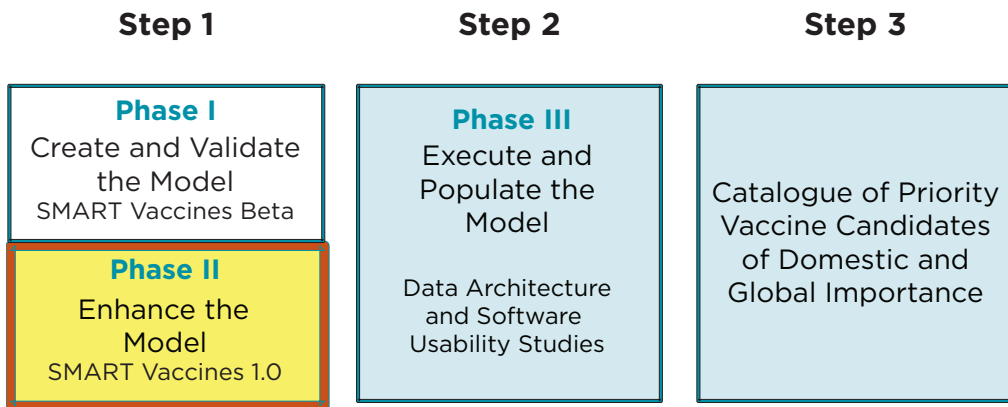 Step 1
Step 2
Step 3
Phase I
Create and Validate
the Model
SMART Vaccines Beta
Phase II
Enhance the
Model
SMART Vaccines 1.0
Phase III
Execute and
Populate the
Model
Data Architecture
and Software
Usability Studies
Catalogue of Priority
Vaccine Candidates
of Domestic and
Global Importance